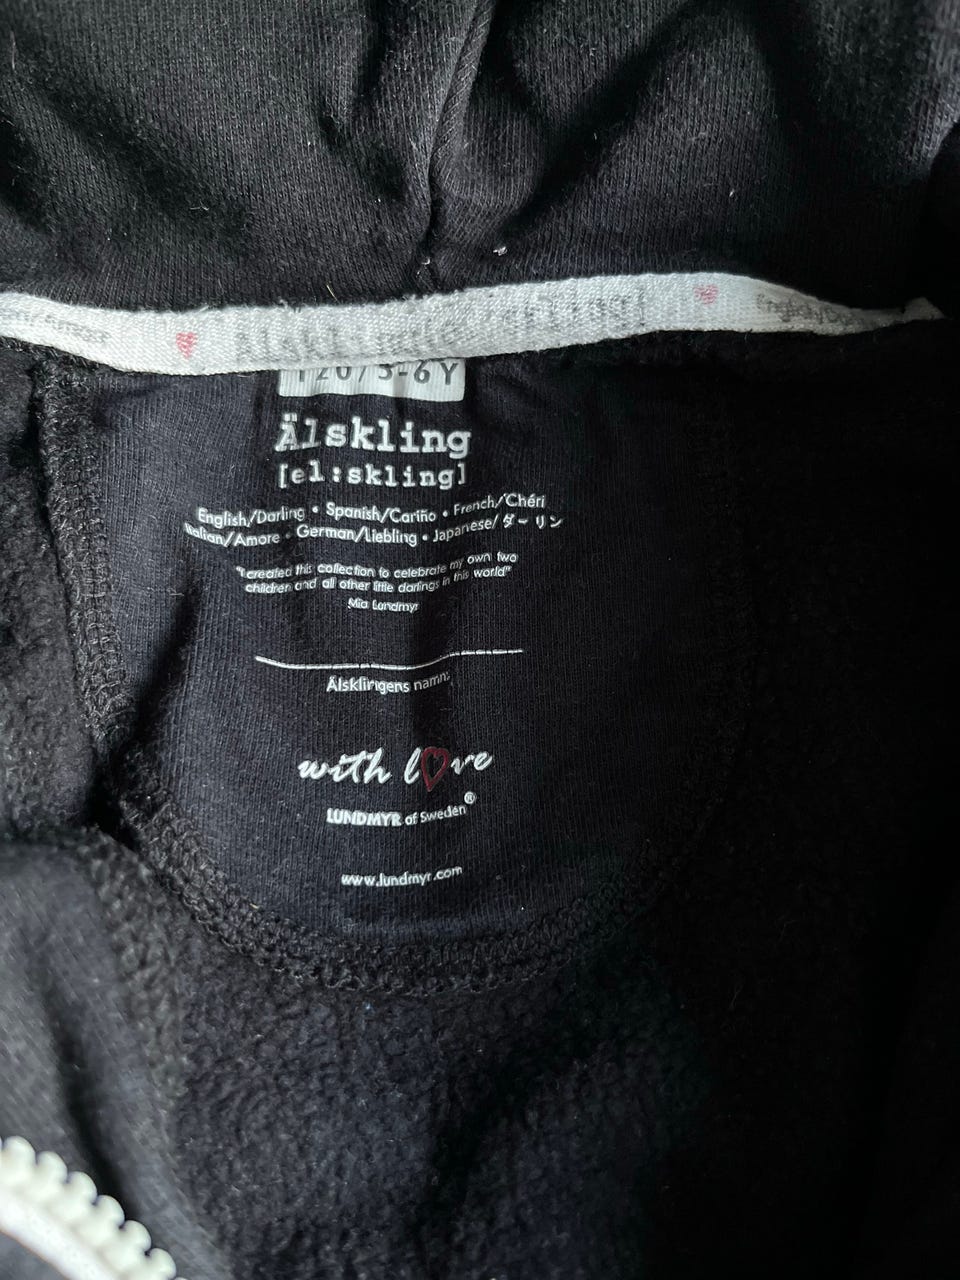 Älskling
[el:skling]
English/Darling • Spanish/Cariño • French/Chéri
Italian/Amore • German/Liebling • Japanese/ダーリン
"I created this collection to celebrate my own two
children and all other little darlings in this world"
Mia Lundmyr
Älsklingens namn:
with love
LUNDMYR of Sweden®
www.lundmyr.com